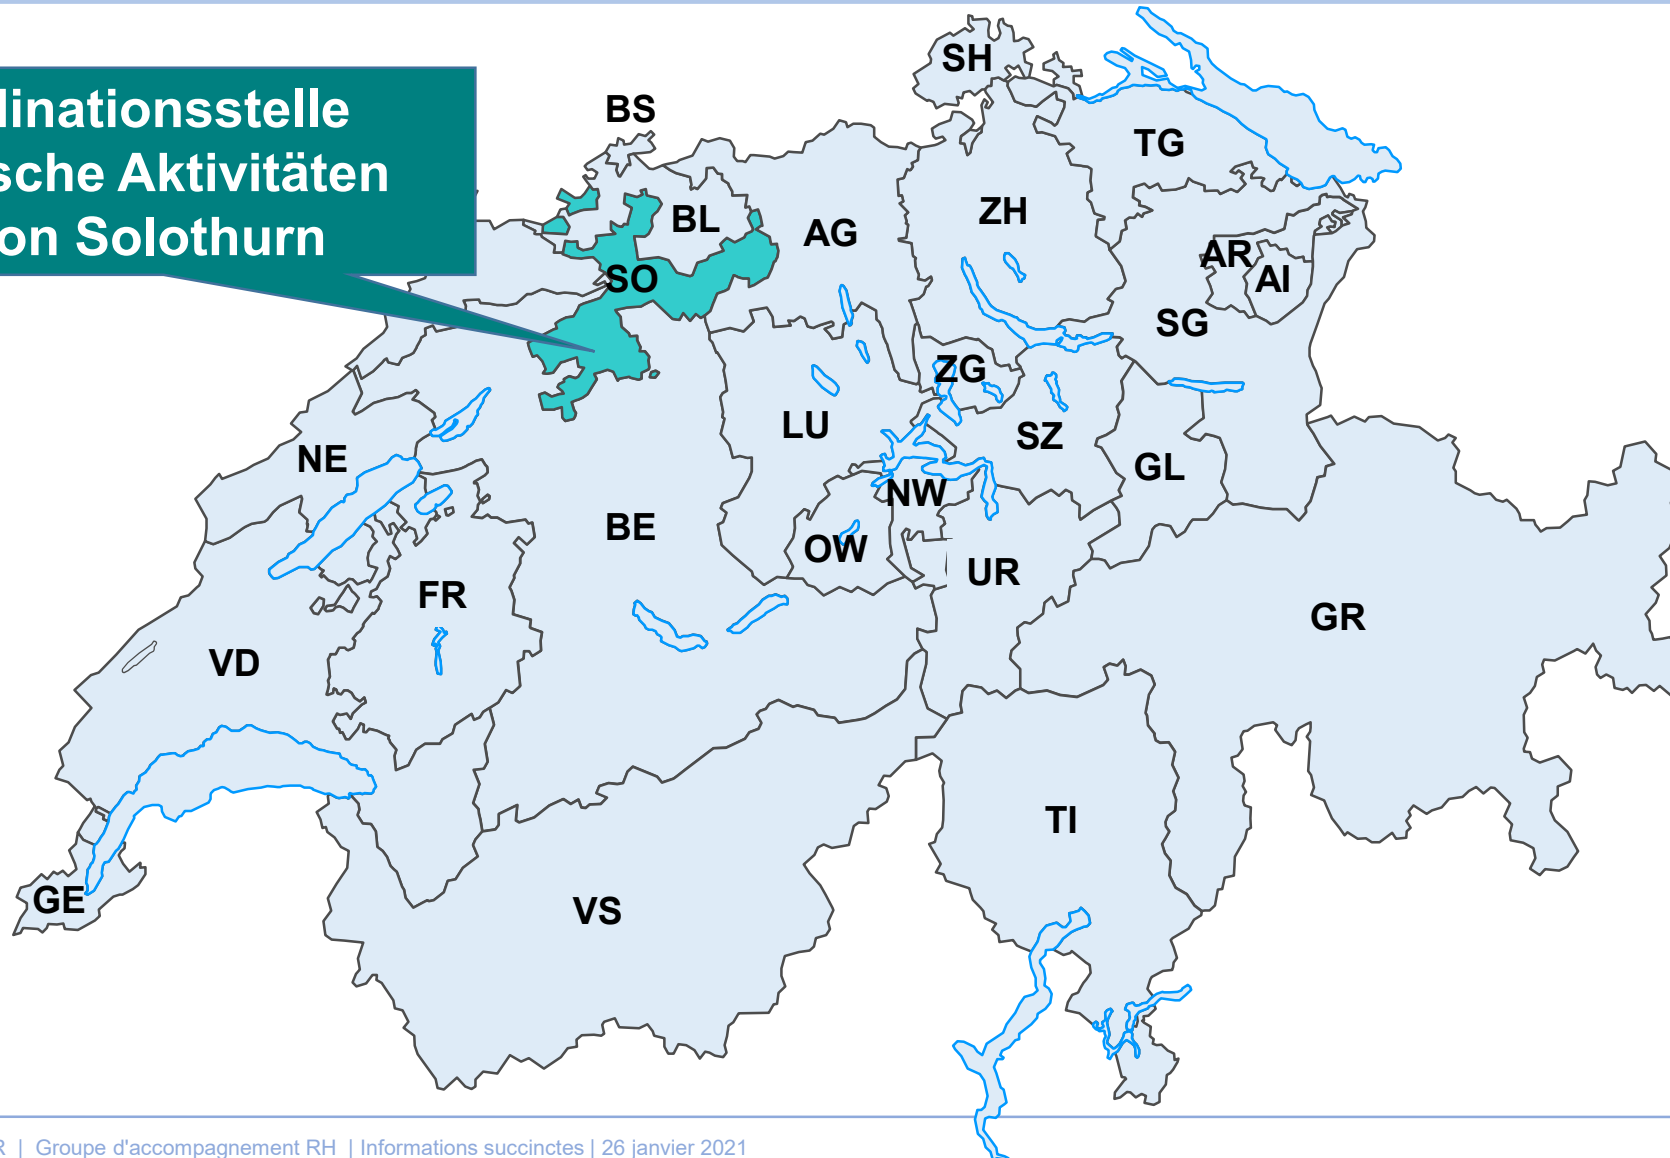 SH
BS
dinationsstelle
sche Aktivitäten
on Solothurn
TG
ZH
BL
AG
AR
AI
SO
SG
ZG
LU
SZ
NE
GL
NW
BE
OW
UR
FR
GR
VD
TI
GE
VS
R | Groupe d'accompagnement RH | Informations succinctes | 26 janvier 2021